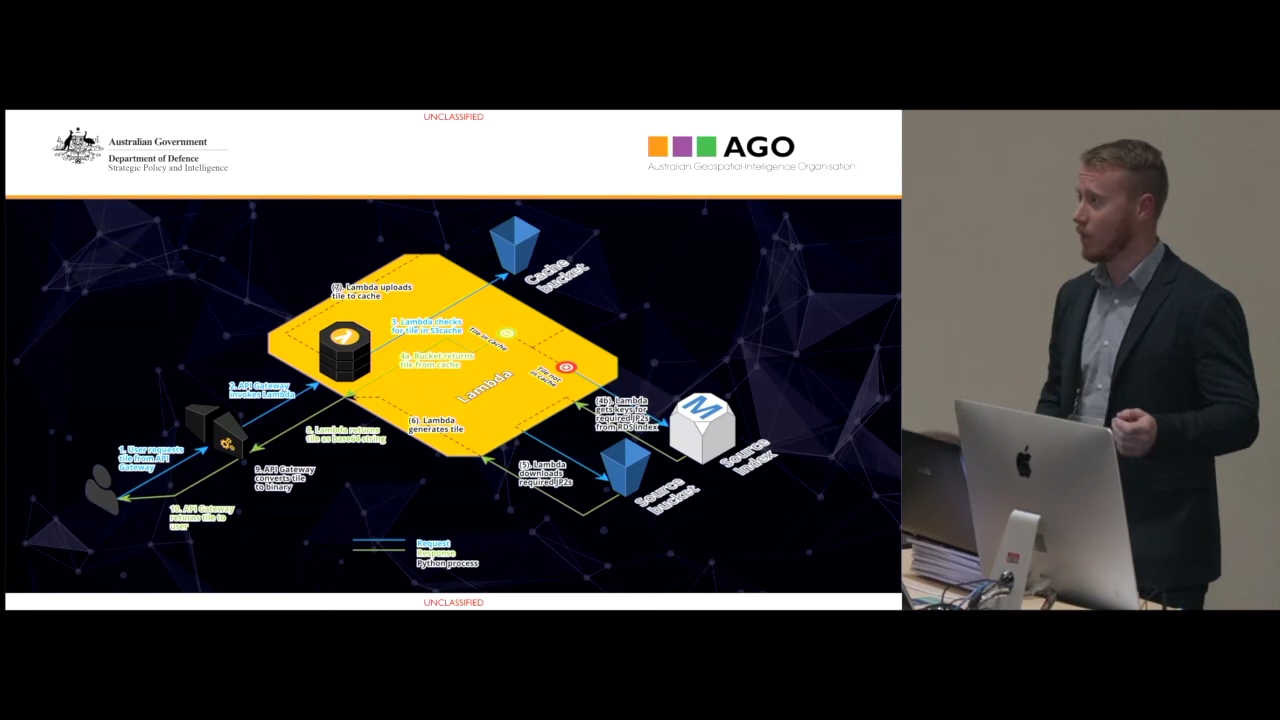 UNCLASSIFIED
Australian Government
Department of Defence
Strategic Policy and Intelligence
AGO
Australian Geospatial-Intelligence Organisation
Cache
bucket
(7). Lambda uploads
tile to cache
3. Lambda checks
for tile in S3cache
Tile in cache
4a. Bucket returns
tile from cache
Tile not
in cache
Lambda
2. API Gateway
invokes Lambda
(4b). Lambda
gets keys for
required JP2s
from RDS index
M
Source
index
(6). Lambda
generates tile
8. Lambda returns
tile as base64 string
1. User requests
tile from API
Gateway
9. API Gateway
converts tile
to binary
(5). Lambda
downloads
required JP2s
Source
bucket
10. API Gateway
returns tile to
user
Request
Response
Python process
UNCLASSIFIED